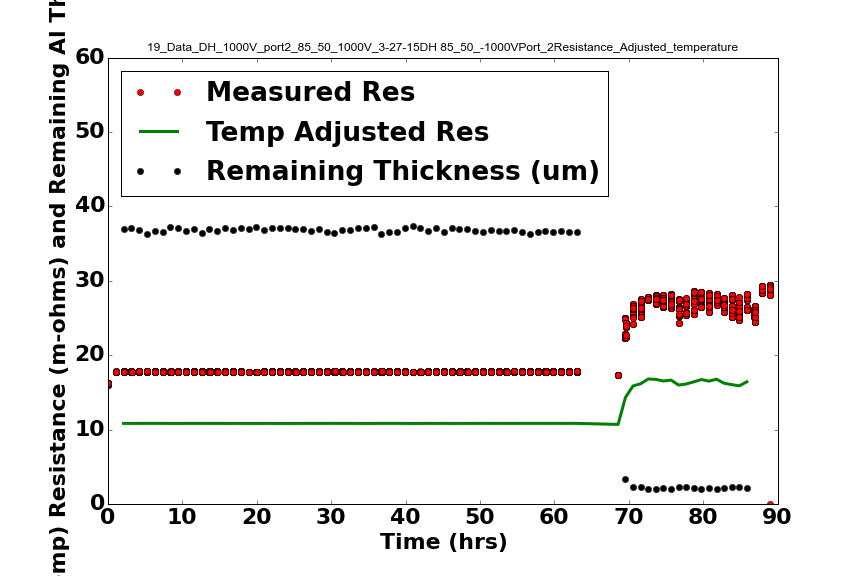 19_Data_DH_1000V_port2_85_50_1000V_3-27-15DH 85_50_-1000VPort_2Resistance_Adjusted_temperature
60
50
40
30
20
10
0
Measured Res
Temp Adjusted Res
Remaining Thickness (um)
Resistance (m-ohms) and Remaining Al
0 10 20 30 40 50 60 70 80 90
Time (hrs)